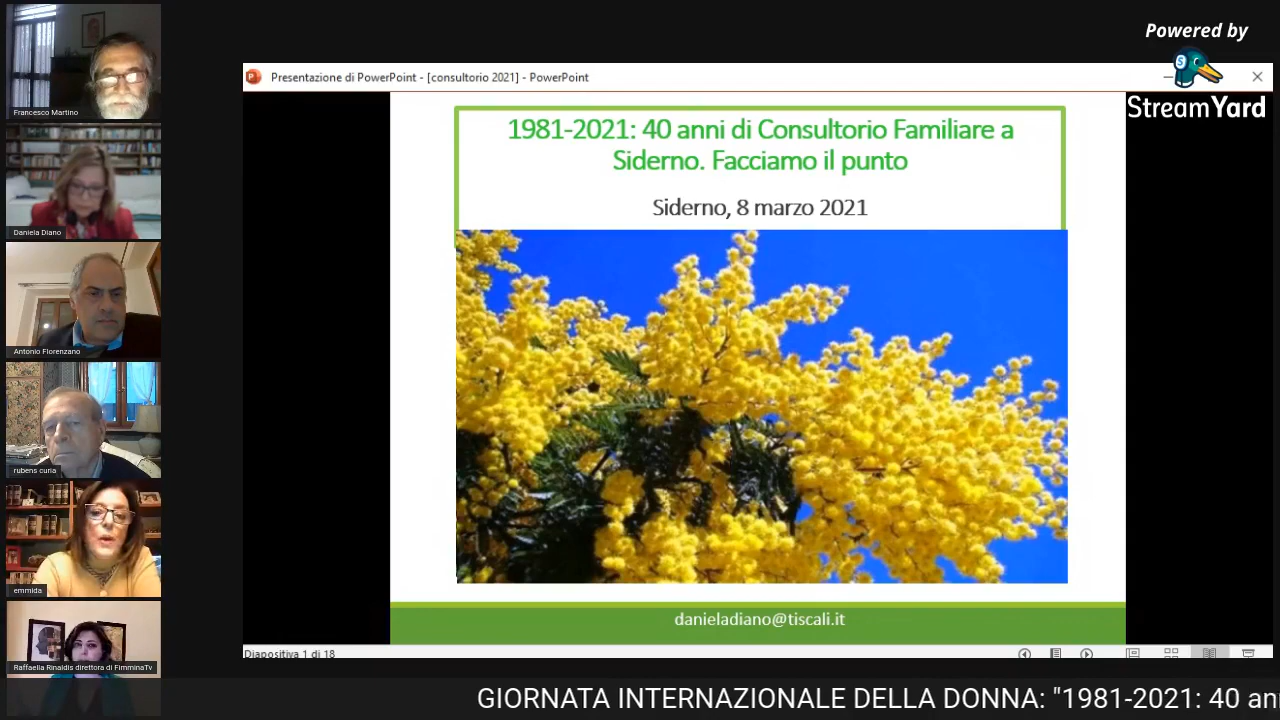 Powered by
StreamYard
Presentazione di PowerPoint - [consultorio 2021] - PowerPoint
1981-2021: 40 anni di Consultorio Familiare a
Siderno. Facciamo il punto
Siderno, 8 marzo 2021
danieladiano@tiscali.it
Diapositiva 1 di 18
Francesco Martino
Daniela Diano
Antonio Florenzano
rubens curia
emmida
Raffaella Rinaldis direttora di FimminaTv
GIORNATA INTERNAZIONALE DELLA DONNA: "1981-2021: 40 an